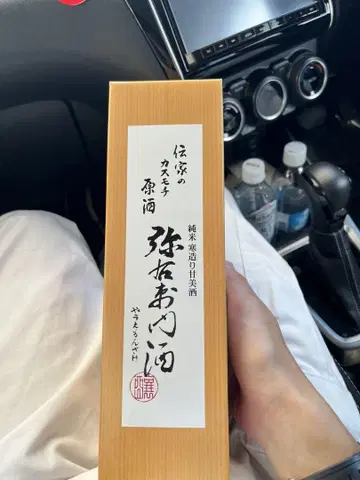 伝家の
カスモチ
原酒
純米 寒造り甘美酒
弥右衛門酒
やうえもんざけ